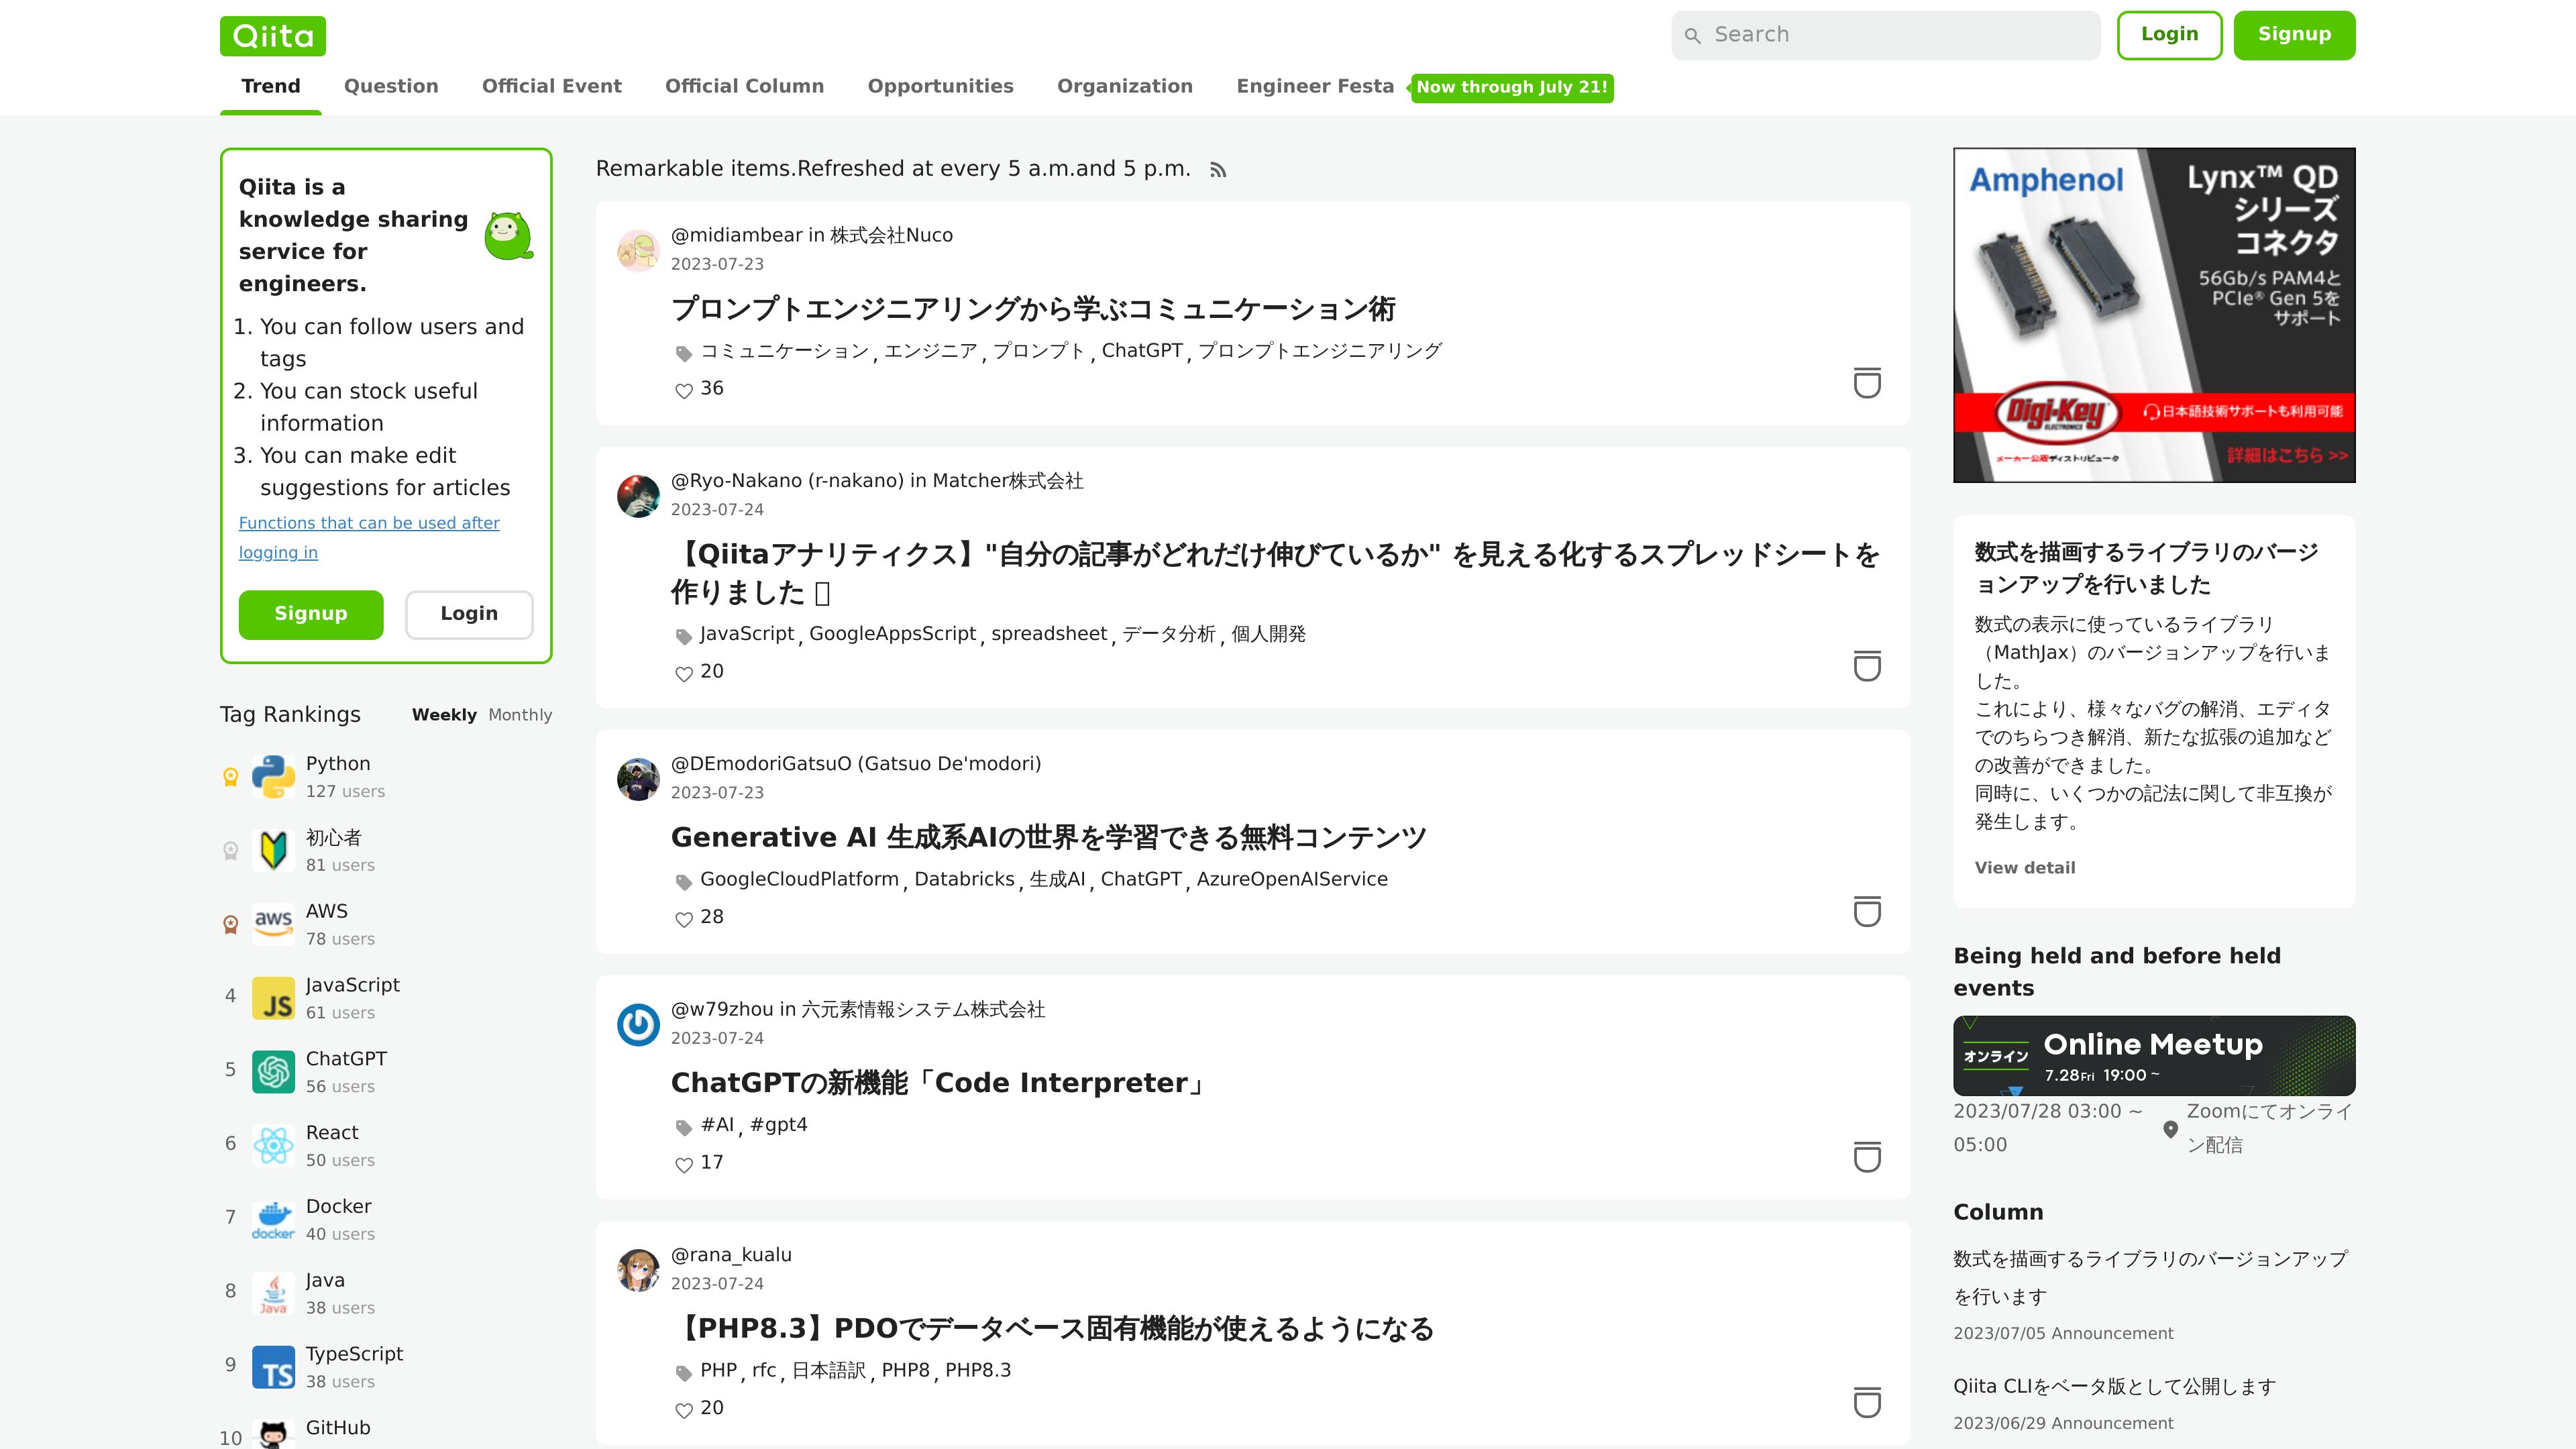 Qiita
Search
Login
Signup
Trend
Question
Official Event
Official Column
Opportunities
Organization
Engineer Festa
Now through July 21!
Qiita is a
knowledge sharing
service for
engineers.
1. You can follow users and
tags
2. You can stock useful
information
3. You can make edit
suggestions for articles
Functions that can be used after
logging in
Signup
Login
Tag Rankings
Weekly
Monthly
Python
127 users
初心者
81 users
aws
AWS
78 users
4
JS
JavaScript
61 users
5
ChatGPT
56 users
6
React
50 users
7
docker
Docker
40 users
8
Java
Java
38 users
9
TS
TypeScript
38 users
10
GitHub
Remarkable items.Refreshed at every 5 a.m.and 5 p.m.
@midiambear in 株式会社Nuco
2023-07-23
プロンプトエンジニアリングから学ぶコミュニケーション術
コミュニケーション, エンジニア, プロンプト, ChatGPT, プロンプトエンジニアリング
36
@Ryo-Nakano (r-nakano) in Matcher株式会社
2023-07-24
【Qiitaアナリティクス】"自分の記事がどれだけ伸びているか" を見える化するスプレッドシートを
作りました
JavaScript, GoogleAppsScript, spreadsheet, データ分析, 個人開発
20
@DEmodoriGatsuO (Gatsuo De'modori)
2023-07-23
Generative AI 生成系AIの世界を学習できる無料コンテンツ
GoogleCloudPlatform, Databricks, 生成AI, ChatGPT, AzureOpenAIService
28
@w79zhou in 六元素情報システム株式会社
2023-07-24
ChatGPTの新機能「Code Interpreter」
#AI, #gpt4
17
@rana_kualu
2023-07-24
【PHP8.3】PDOでデータベース固有機能が使えるようになる
PHP, rfc, 日本語訳, PHP8, PHP8.3
20
Amphenol
Lynx™ QD
シリーズ
コネクタ
56Gb/s PAM4と
PCIe® Gen 5を
サポート
Digi-Key
ELECTRONICS
日本語技術サポートも利用可能
メーカー公認ディストリビュータ
詳細はこちら >>
数式を描画するライブラリのバージ
ョンアップを行いました
数式の表示に使っているライブラリ
（MathJax）のバージョンアップを行いま
した。
これにより、様々なバグの解消、エディタ
でのちらつき解消、新たな拡張の追加など
の改善ができました。
同時に、いくつかの記法に関して非互換が
発生します。
View detail
Being held and before held
events
オンライン
Online Meetup
7.28Fri 19:00~
2023/07/28 03:00 ~
05:00
Zoomにてオンライ
ン配信
Column
数式を描画するライブラリのバージョンアップ
を行います
2023/07/05 Announcement
Qiita CLIをベータ版として公開します
2023/06/29 Announcement